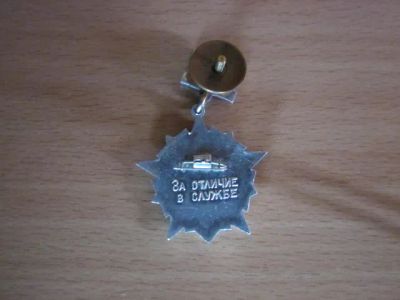 За отличие
в службе